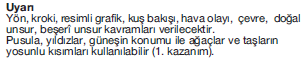 Uyarı
Yön, kroki, resimli grafik, kuş bakışı, hava olayı, çevre, doğal
unsur, beşerî unsur kavramları verilecektir.
Pusula, yıldızlar, güneşin konumu ile ağaçlar ve taşların
yosunlu kısımları kullanılabilir (1. kazanım).